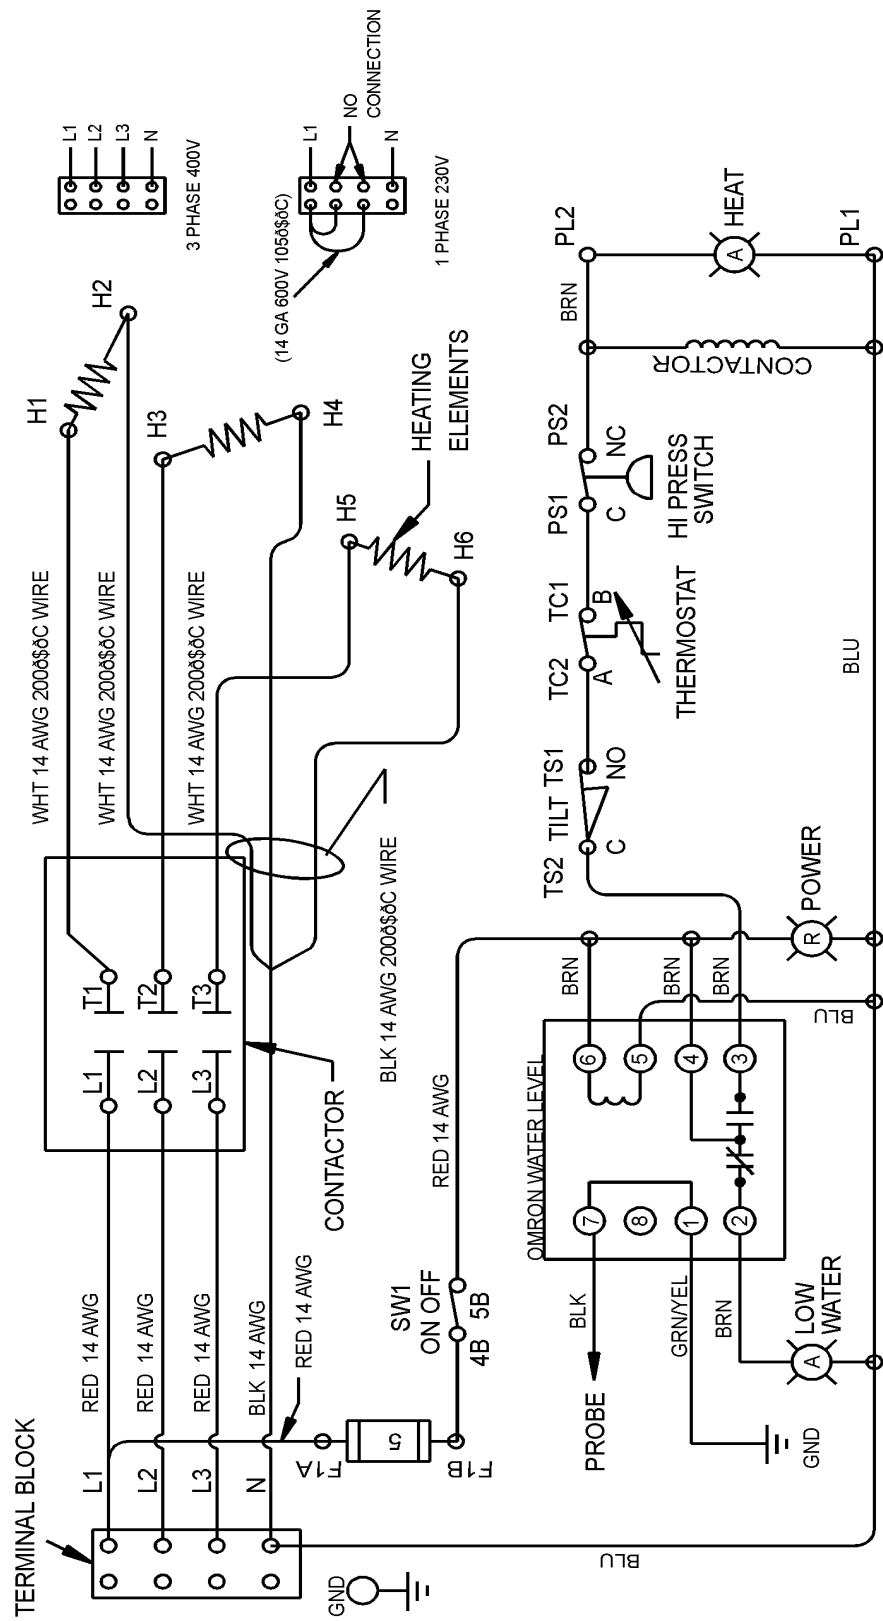 TERMINAL BLOCK
L1
L2
L3
N
GND
RED 14 AWG
RED 14 AWG
RED 14 AWG
BLK 14 AWG
RED 14 AWG
F1A
5
F1B
CONTACTOR
L1
L2
L3
T1
T2
T3
WHT 14 AWG 200ð$ðC WIRE
WHT 14 AWG 200ð$ðC WIRE
WHT 14 AWG 200ð$ðC WIRE
BLK 14 AWG 200ð$ðC WIRE
H1
H2
H3
H4
H5
H6
HEATING
ELEMENTS
L1
L2
L3
N
3 PHASE 400V
L1
NO
CONNECTION
N
1 PHASE 230V
(14 GA 600V 105ð$ðC)
SW1
ON OFF
4B 5B
RED 14 AWG
OMRON WATER LEVEL
7
8
1
2
6
5
4
3
BLK
PROBE
GRN/YEL
GND
BRN
A
LOW
WATER
BRN
BRN
BRN
BLU
R
POWER
TS2 TILT TS1
C NO
TC2 TC1
A B
THERMOSTAT
PS1 PS2
C NC
HI PRESS
SWITCH
CONTACTOR
BRN
PL2
A
HEAT
PL1
BLU
BLU